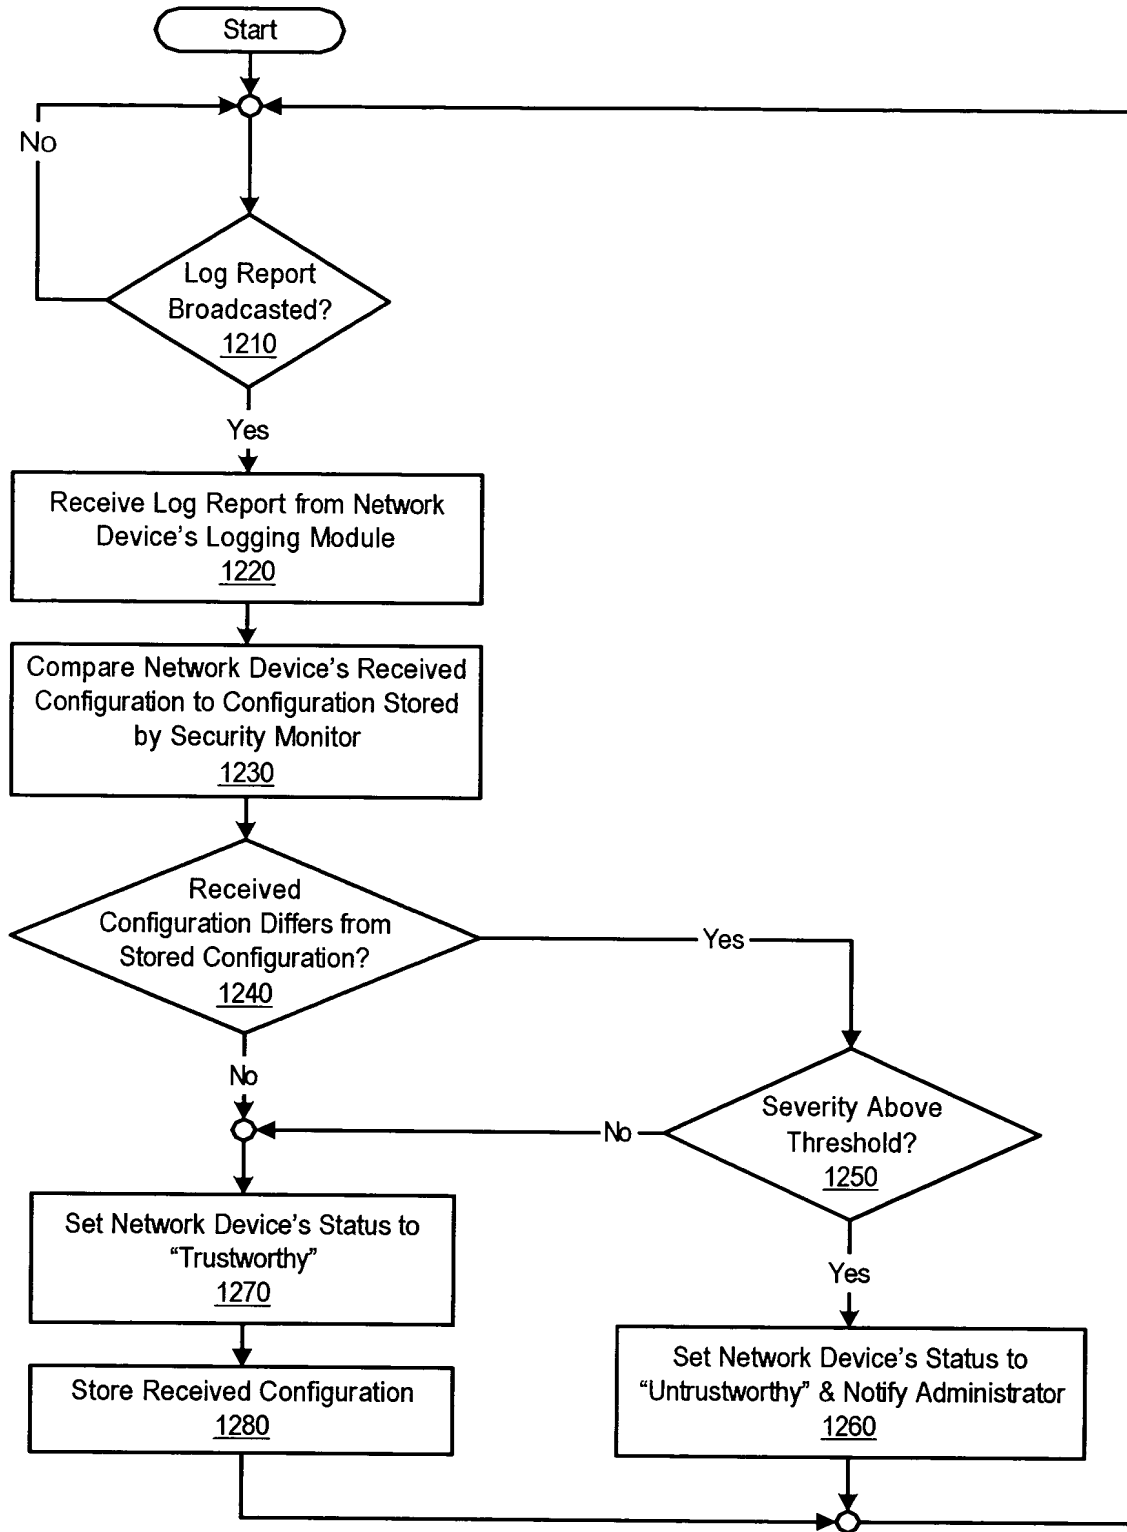 Start
No
Log Report
Broadcasted?
1210
Yes
Receive Log Report from Network
Device's Logging Module
1220
Compare Network Device's Received
Configuration to Configuration Stored
by Security Monitor
1230
Received
Configuration Differs from
Stored Configuration?
1240
Yes
No
Severity Above
Threshold?
1250
No
Yes
Set Network Device's Status to
“Trustworthy”
1270
Set Network Device's Status to
“Untrustworthy” & Notify Administrator
1260
Store Received Configuration
1280